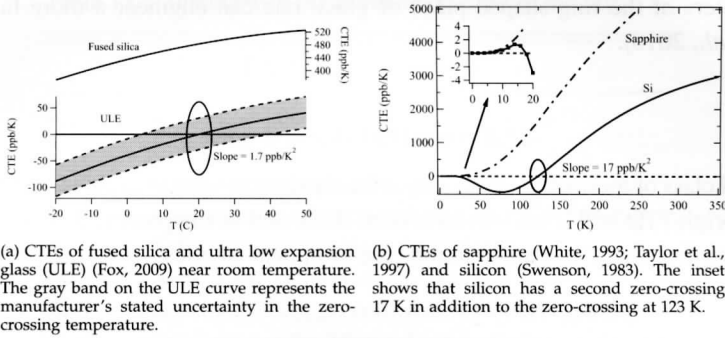 Fused silica
520
480
440
400
CTE (ppb/K)
ULE
50
0
-50
-100
CTE (ppb/K)
Slope = 1.7 ppb/K²
-20 -10 0 10 20 30 40 50
T (C)
(a) CTEs of fused silica and ultra low expansion
glass (ULE) (Fox, 2009) near room temperature.
The gray band on the ULE curve represents the
manufacturer's stated uncertainty in the zero-
crossing temperature.
5000
4000
3000
2000
1000
0
CTE (ppb/K)
4
2
0
-2
-4
0 10 20
Sapphire
Si
Slope = 17 ppb/K²
0 50 100 150 200 250 300 350
T (K)
(b) CTEs of sapphire (White, 1993; Taylor et al.,
1997) and silicon (Swenson, 1983). The inset
shows that silicon has a second zero-crossing
17 K in addition to the zero-crossing at 123 K.